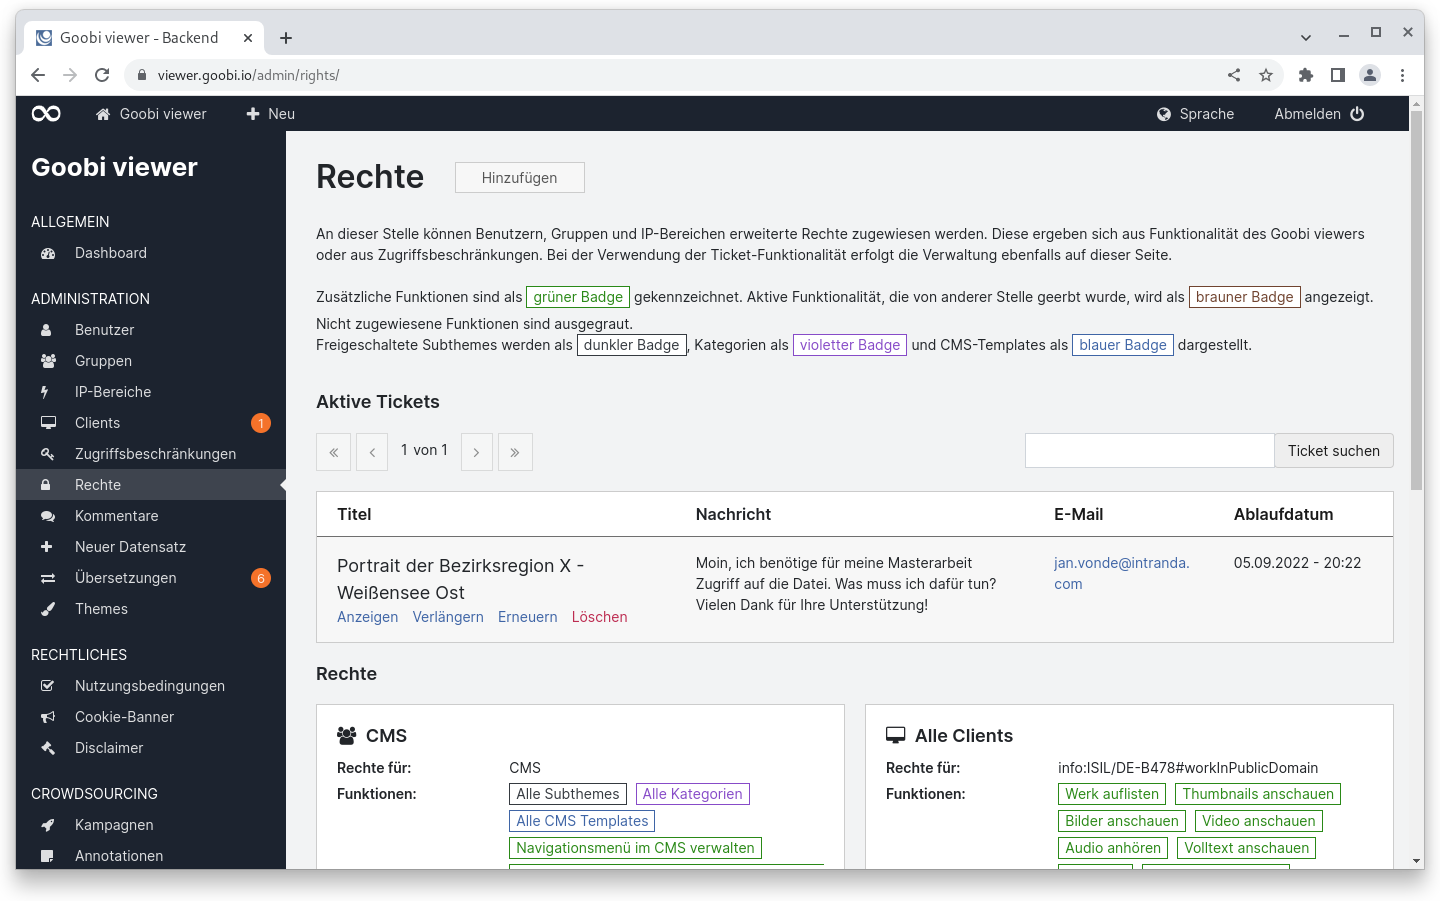 Goobi viewer - Backend
viewer.goobi.io/admin/rights/
Goobi viewer
Neu
Sprache
Abmelden
Goobi viewer
ALLGEMEIN
Dashboard
ADMINISTRATION
Benutzer
Gruppen
IP-Bereiche
Clients 1
Zugriffsbeschränkungen
Rechte
Kommentare
Neuer Datensatz
Übersetzungen 6
Themes
RECHTLICHES
Nutzungsbedingungen
Cookie-Banner
Disclaimer
CROWDSOURCING
Kampagnen
Annotationen
Rechte
Hinzufügen
An dieser Stelle können Benutzern, Gruppen und IP-Bereichen erweiterte Rechte zugewiesen werden. Diese ergeben sich aus Funktionalität des Goobi viewers
oder aus Zugriffsbeschränkungen. Bei der Verwendung der Ticket-Funktionalität erfolgt die Verwaltung ebenfalls auf dieser Seite.
Zusätzliche Funktionen sind als grüner Badge gekennzeichnet. Aktive Funktionalität, die von anderer Stelle geerbt wurde, wird als brauner Badge angezeigt.
Nicht zugewiesene Funktionen sind ausgegraut.
Freigeschaltete Subthemes werden als dunkler Badge, Kategorien als violetter Badge und CMS-Templates als blauer Badge dargestellt.
Aktive Tickets
« ‹ 1 von 1 › »
Ticket suchen
Titel Nachricht E-Mail Ablaufdatum
Portrait der Bezirksregion X -
Weißensee Ost
Anzeigen Verlängern Erneuern Löschen
Moin, ich benötige für meine Masterarbeit
Zugriff auf die Datei. Was muss ich dafür tun?
Vielen Dank für Ihre Unterstützung!
jan.vonde@intranda.
com
05.09.2022 - 20:22
Rechte
CMS
Rechte für: CMS
Funktionen: Alle Subthemes Alle Kategorien
Alle CMS Templates
Navigationsmenü im CMS verwalten
Alle Clients
Rechte für: info:ISIL/DE-B478#workInPublicDomain
Funktionen: Werk auflisten Thumbnails anschauen
Bilder anschauen Video anschauen
Audio anhören Volltext anschauen